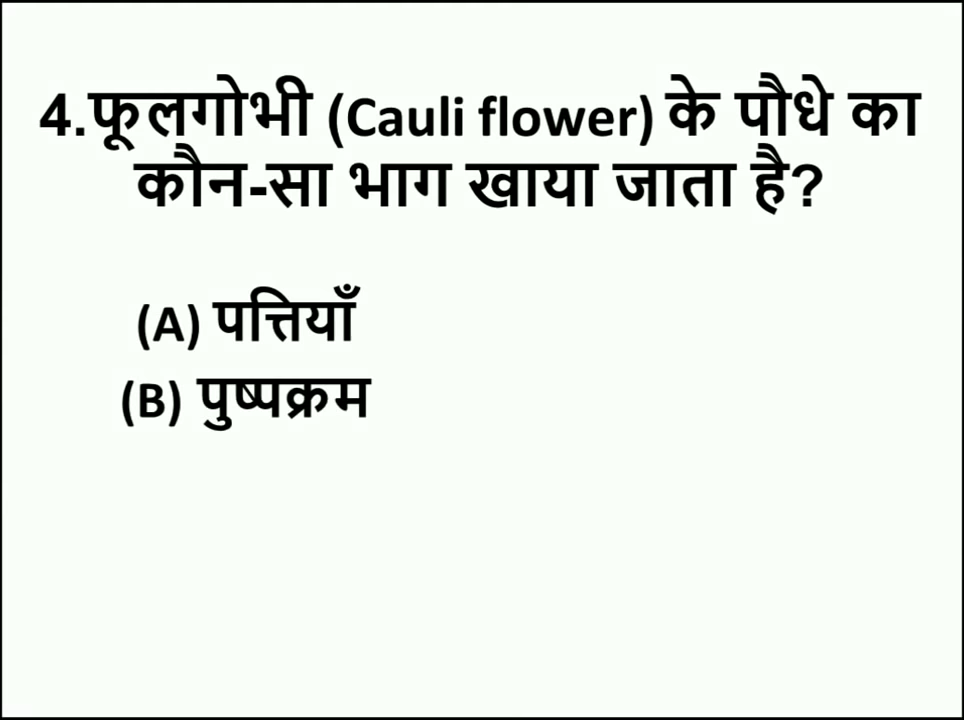 4.फूलगोभी (Cauli flower) के पौधे का
कौन-सा भाग खाया जाता है?
(A) पत्तियाँ
(B) पुष्पक्रम